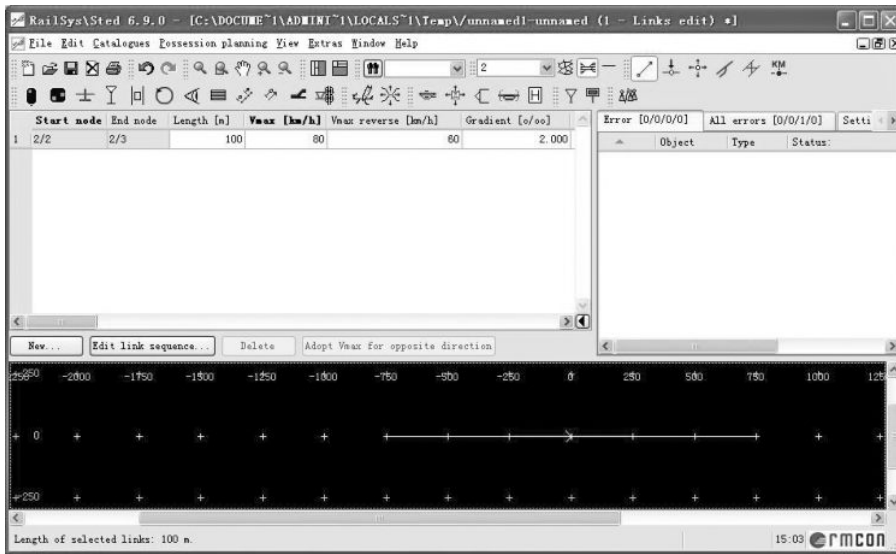 RailSys\Sted 6.9.0 - [C:\DOCUME~1\ADMINI~1\LOCALS~1\Temp\/unnamed1-unnamed (1 - Links edit) *]
File Edit Catalogues Possession planning View Extras Window Help
2 KM
Start node End node Length [m] Vmax [km/h] Vmax reverse [km/h] Gradient [o/oo]
1 2/2 2/3 100 80 60 2.000
Error [0/0/0/0] All errors [0/0/1/0] Setti
Object Type Status:
New... Edit link sequence... Delete Adopt Vmax for opposite direction
-2000 -1750 -1500 -1250 -1000 -750 -500 -250 0 250 500 750 1000 125
0
-250
Length of selected links: 100 m. 15:03 rmcon